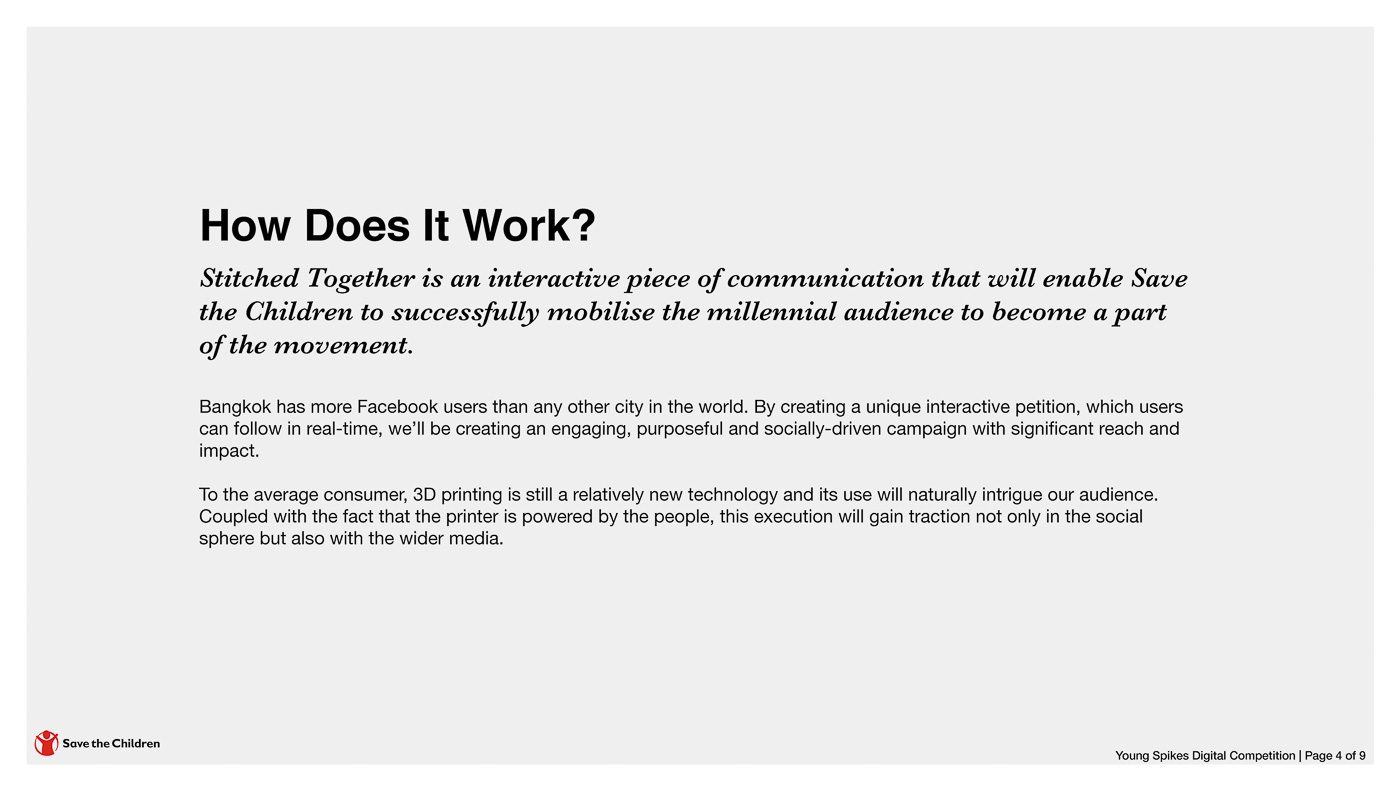 How Does It Work?
Stitched Together is an interactive piece of communication that will enable Save
the Children to successfully mobilise the millennial audience to become a part
of the movement.
Bangkok has more Facebook users than any other city in the world. By creating a unique interactive petition, which users
can follow in real-time, we’ll be creating an engaging, purposeful and socially-driven campaign with significant reach and
impact.
To the average consumer, 3D printing is still a relatively new technology and its use will naturally intrigue our audience.
Coupled with the fact that the printer is powered by the people, this execution will gain traction not only in the social
sphere but also with the wider media.
Save the Children
Young Spikes Digital Competition | Page 4 of 9